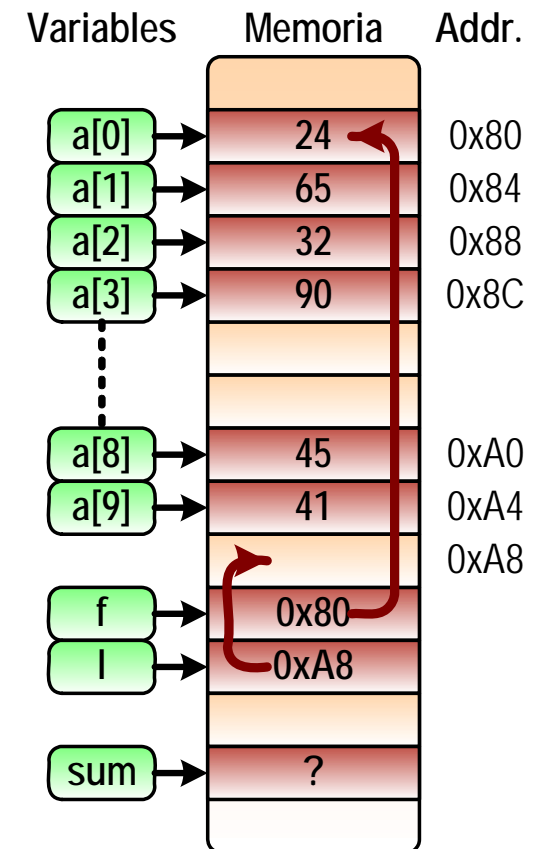 Variables Memoria Addr.
a[0] 24 0x80
a[1] 65 0x84
a[2] 32 0x88
a[3] 90 0x8C
a[8] 45 0xA0
a[9] 41 0xA4
0xA8
f 0x80
l 0xA8
sum ?